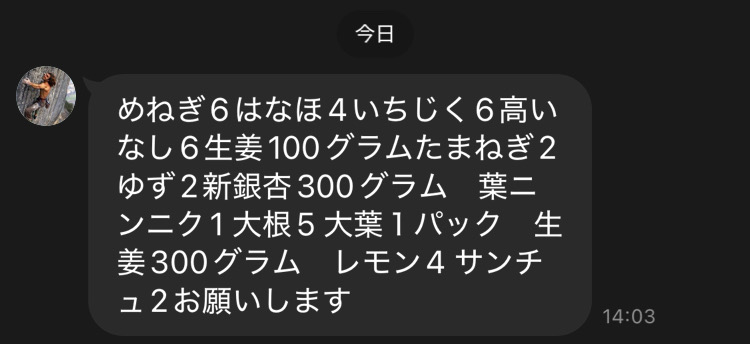 今日
めねぎ6はなほ4いちじく6高い
なし6生姜100グラムたまねぎ2
ゆず2新銀杏300グラム　葉ニ
ンニク1大根5 大葉1パック　生
姜300グラム　レモン4 サンチ
ュ2お願いします
14:03